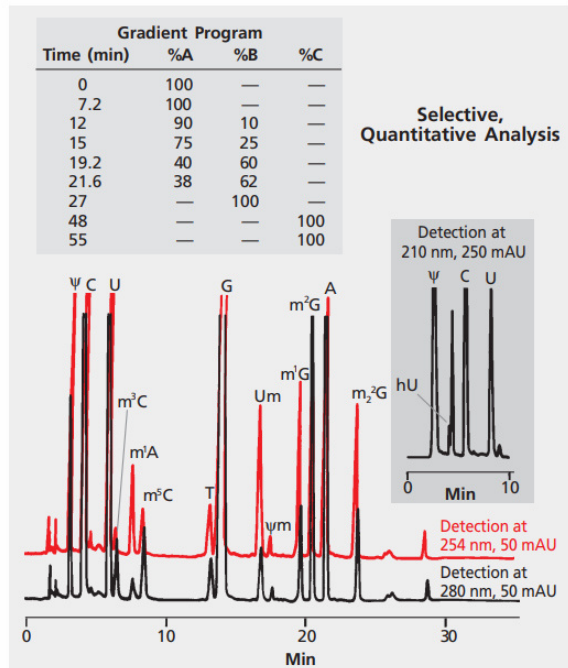 Gradient Program
Time (min) %A %B %C
0 100 — —
7.2 100 — —
12 90 10 —
15 75 25 —
19.2 40 60 —
21.6 38 62 —
27 — 100 —
48 — — 100
55 — — 100
Selective,
Quantitative Analysis
Detection at
210 nm, 250 mAU
ψ C U
hU
0 10
Min
ψ C U G A
m²G
m¹G
m³C
Um
m₂²G
m¹A
m⁵C
T
ψm
Detection at
254 nm, 50 mAU
Detection at
280 nm, 50 mAU
0 10 20 30
Min